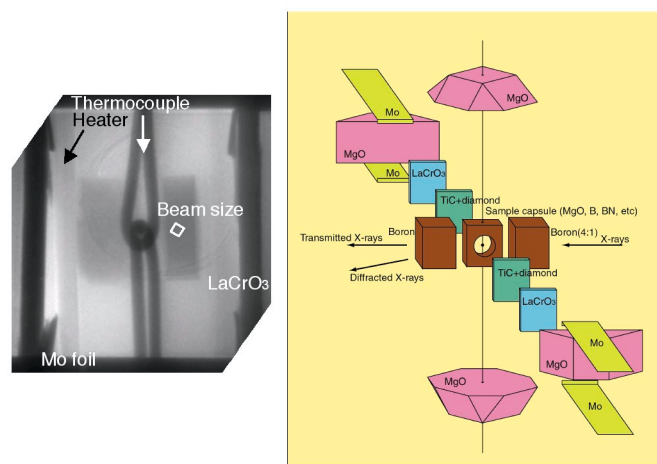 Thermocouple
Heater
Beam size
LaCrO3
Mo foil
MgO
Mo
MgO
Mo
LaCrO3
TiC+diamond
Sample capsule (MgO, B, BN, etc)
Boron
Boron(4:1)
Transmitted X-rays
X-rays
Diffracted X-rays
TiC+diamond
LaCrO3
Mo
MgO
MgO
Mo